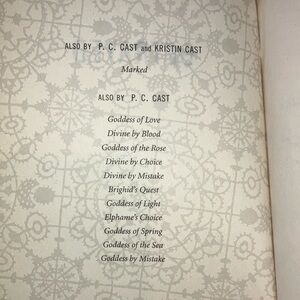 ALSO BY P. C. CAST and KRISTIN CAST
Marked
ALSO BY P. C. CAST
Goddess of Love
Divine by Blood
Goddess of the Rose
Divine by Choice
Divine by Mistake
Brighid's Quest
Goddess of Light
Elphame's Choice
Goddess of Spring
Goddess of the Sea
Goddess by Mistake